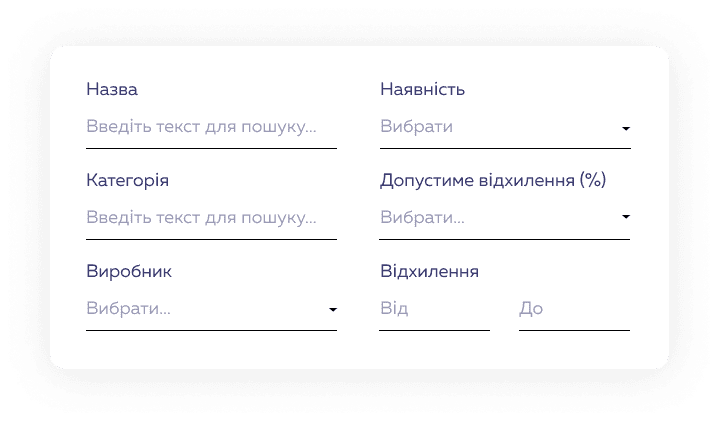 Назва
Введіть текст для пошуку...
Наявність
Вибрати
Категорія
Введіть текст для пошуку...
Допустиме відхилення (%)
Вибрати...
Виробник
Вибрати...
Відхилення
Від
До